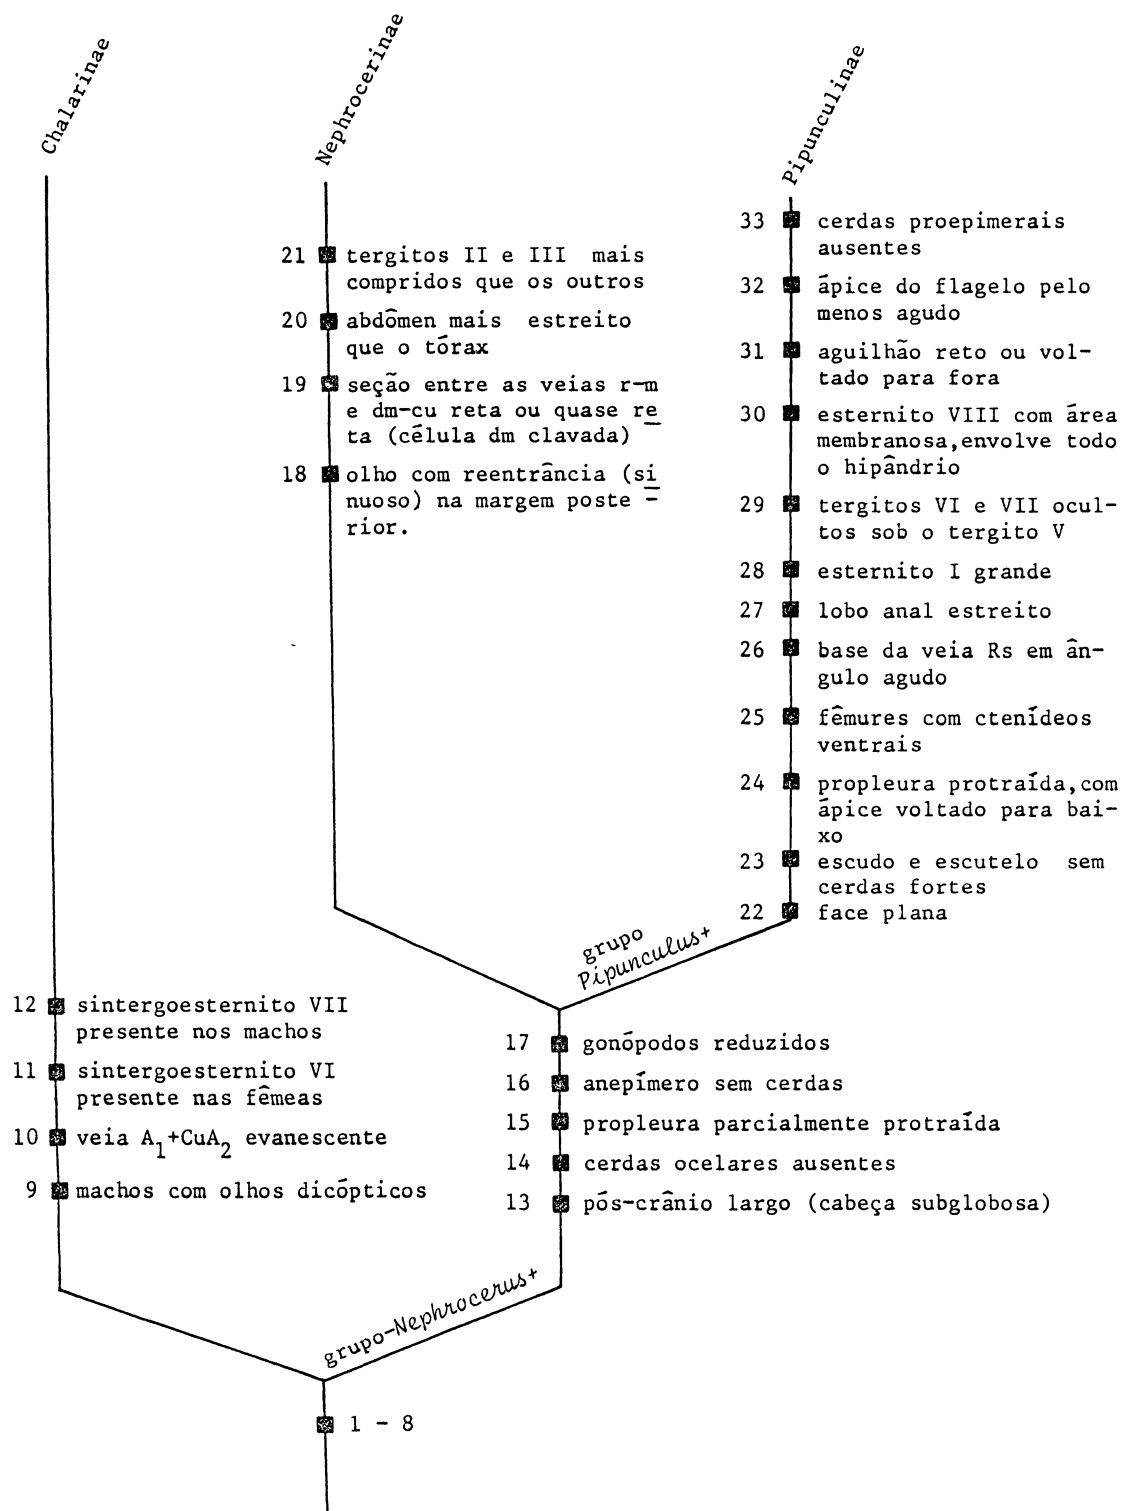 Chalarinae
Nephrocerinae
Pipunculinae
21 tergitos II e III mais
compridos que os outros
20 abdômen mais estreito
que o tórax
19 seção entre as veias r-m
e dm-cu reta ou quase re
ta (célula dm clavada)
18 olho com reentrância (si
nuoso) na margem poste
rior.
33 cerdas proepimerais
ausentes
32 ápice do flagelo pelo
menos agudo
31 aguilhão reto ou vol-
tado para fora
30 esternito VIII com área
membranosa,envolve todo
o hipândrio
29 tergitos VI e VII ocul-
tos sob o tergito V
28 esternito I grande
27 lobo anal estreito
26 base da veia Rs em ân-
gulo agudo
25 fêmures com ctenídeos
ventrais
24 propleura protraída,com
ápice voltado para bai-
xo
23 escudo e escutelo sem
cerdas fortes
22 face plana
grupo
Pipunculus+
12 sintergoesternito VII
presente nos machos
11 sintergoesternito VI
presente nas fêmeas
10 veia A1+CuA2 evanescente
9 machos com olhos dicópticos
17 gonópodos reduzidos
16 anepímero sem cerdas
15 propleura parcialmente protraída
14 cerdas ocelares ausentes
13 pós-crânio largo (cabeça subglobosa)
grupo-Nephrocerus+
1 - 8